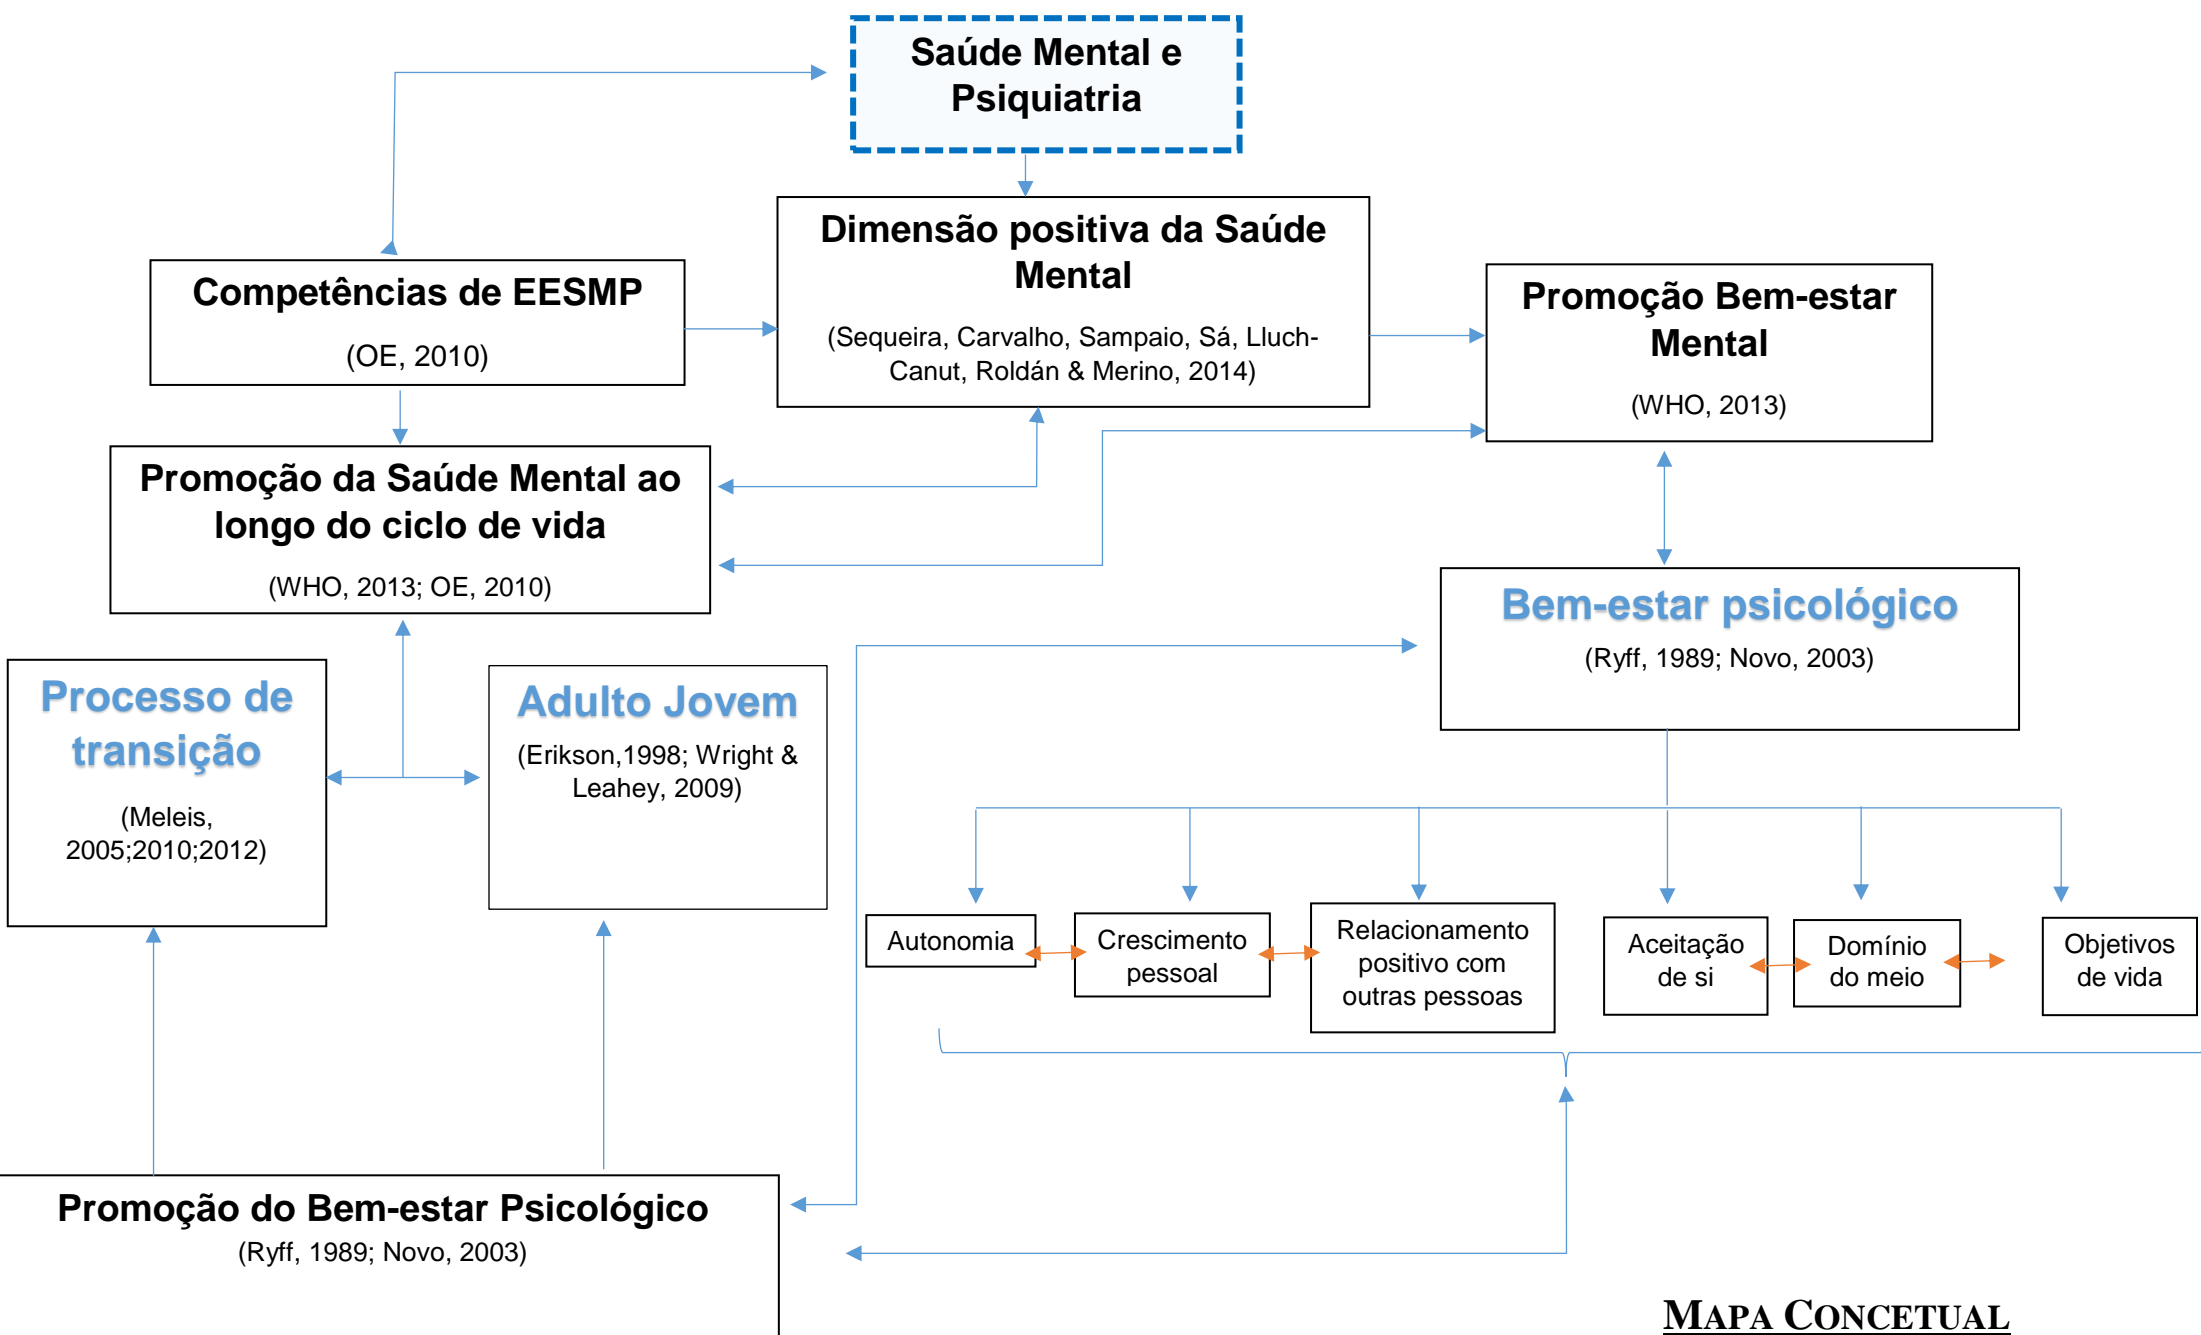 Saúde Mental e
Psiquiatria
Dimensão positiva da Saúde
Mental
(Sequeira, Carvalho, Sampaio, Sá, Lluch-
Canut, Roldán & Merino, 2014)
Competências de EESMP
(OE, 2010)
Promoção Bem-estar
Mental
(WHO, 2013)
Promoção da Saúde Mental ao
longo do ciclo de vida
(WHO, 2013; OE, 2010)
Bem-estar psicológico
(Ryff, 1989; Novo, 2003)
Processo de
transição
(Meleis,
2005;2010;2012)
Adulto Jovem
(Erikson,1998; Wright &
Leahey, 2009)
Autonomia
Crescimento
pessoal
Relacionamento
positivo com
outras pessoas
Aceitação
de si
Domínio
do meio
Objetivos
de vida
Promoção do Bem-estar Psicológico
(Ryff, 1989; Novo, 2003)
MAPA CONCETUAL